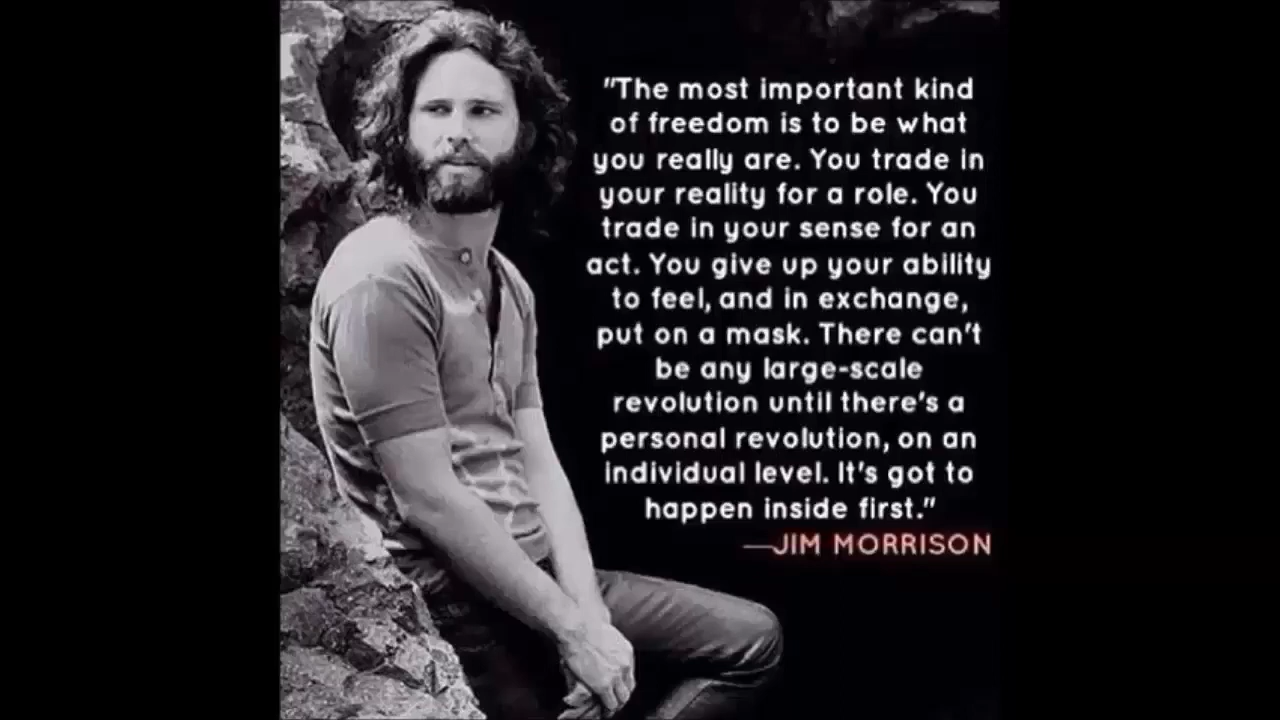 "The most important kind
of freedom is to be what
you really are. You trade in
your reality for a role. You
trade in your sense for an
act. You give up your ability
to feel, and in exchange,
put on a mask. There can't
be any large-scale
revolution until there's a
personal revolution, on an
individual level. It's got to
happen inside first."
—JIM MORRISON